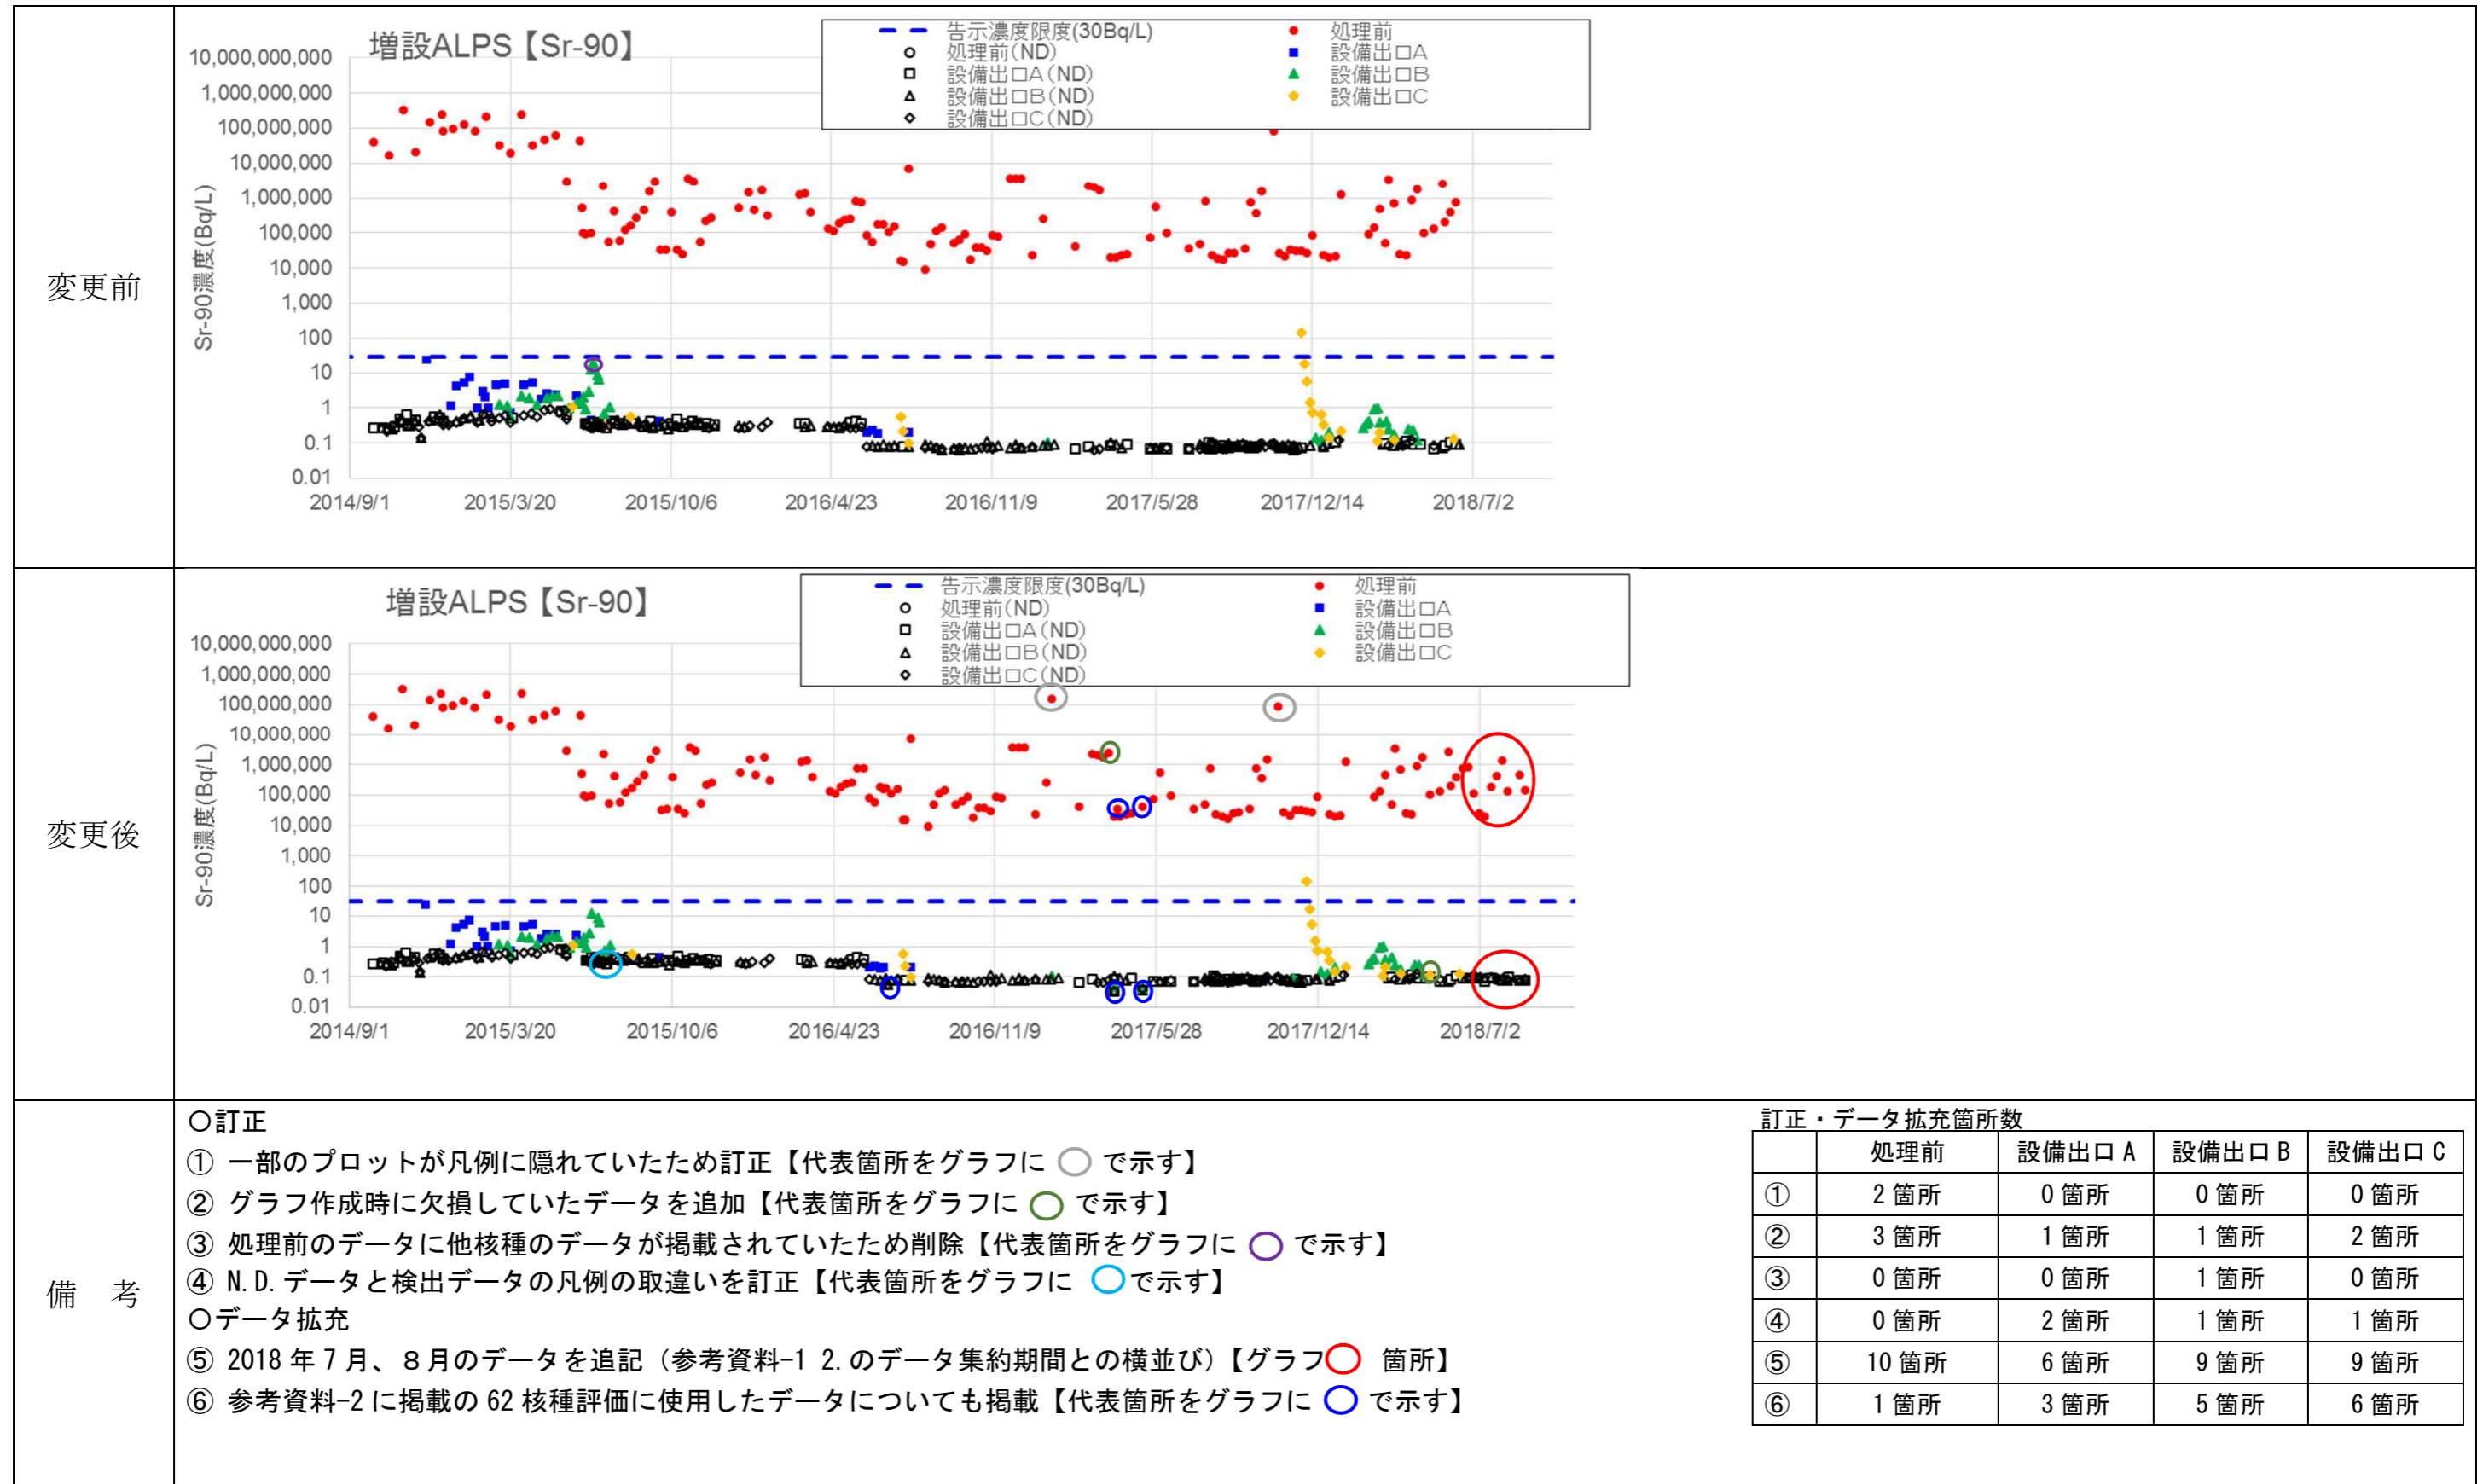 変更前
増設ALPS【Sr-90】
告示濃度限度(30Bq/L)
処理前
処理前(ND)
設備出口A
設備出口A(ND)
設備出口B
設備出口B(ND)
設備出口C
設備出口C(ND)
Sr-90濃度(Bq/L)
10,000,000,000
1,000,000,000
100,000,000
10,000,000
1,000,000
100,000
10,000
1,000
100
10
1
0.1
0.01
2014/9/1 2015/3/20 2015/10/6 2016/4/23 2016/11/9 2017/5/28 2017/12/14 2018/7/2
変更後
増設ALPS【Sr-90】
告示濃度限度(30Bq/L)
処理前
処理前(ND)
設備出口A
設備出口A(ND)
設備出口B
設備出口B(ND)
設備出口C
設備出口C(ND)
Sr-90濃度(Bq/L)
10,000,000,000
1,000,000,000
100,000,000
10,000,000
1,000,000
100,000
10,000
1,000
100
10
1
0.1
0.01
2014/9/1 2015/3/20 2015/10/6 2016/4/23 2016/11/9 2017/5/28 2017/12/14 2018/7/2
備 考
○訂正
① 一部のプロットが凡例に隠れていたため訂正【代表箇所をグラフに ○ で示す】
② グラフ作成時に欠損していたデータを追加【代表箇所をグラフに ○ で示す】
③ 処理前のデータに他核種のデータが掲載されていたため削除【代表箇所をグラフに ○ で示す】
④ N.D.データと検出データの凡例の取違いを訂正【代表箇所をグラフに ○で示す】
○データ拡充
⑤ 2018年7月、８月のデータを追記（参考資料-1 2.のデータ集約期間との横並び）【グラフ○ 箇所】
⑥ 参考資料-2に掲載の62核種評価に使用したデータについても掲載【代表箇所をグラフに ○ で示す】
訂正・データ拡充箇所数
処理前 設備出口A 設備出口B 設備出口C
① 2箇所 0箇所 0箇所 0箇所
② 3箇所 1箇所 1箇所 2箇所
③ 0箇所 0箇所 1箇所 0箇所
④ 0箇所 2箇所 1箇所 1箇所
⑤ 10箇所 6箇所 9箇所 9箇所
⑥ 1箇所 3箇所 5箇所 6箇所